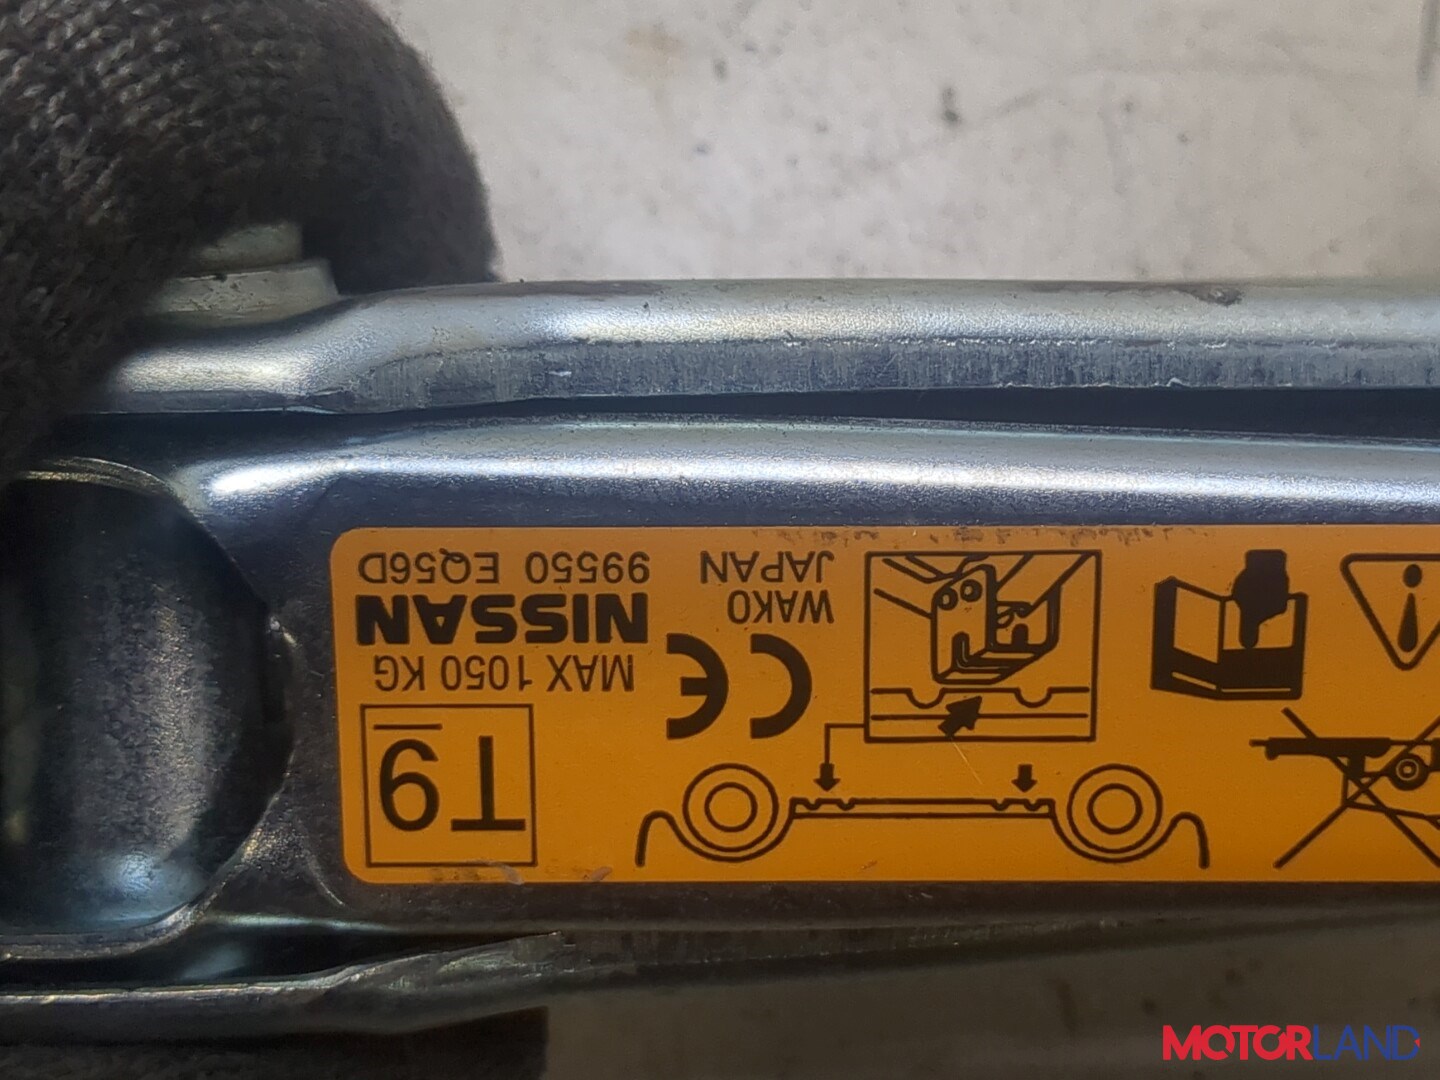 T9
MAX 1050 KG
NISSAN
99550 EQ56D
CE
WAKO
JAPAN
MOTORLAND